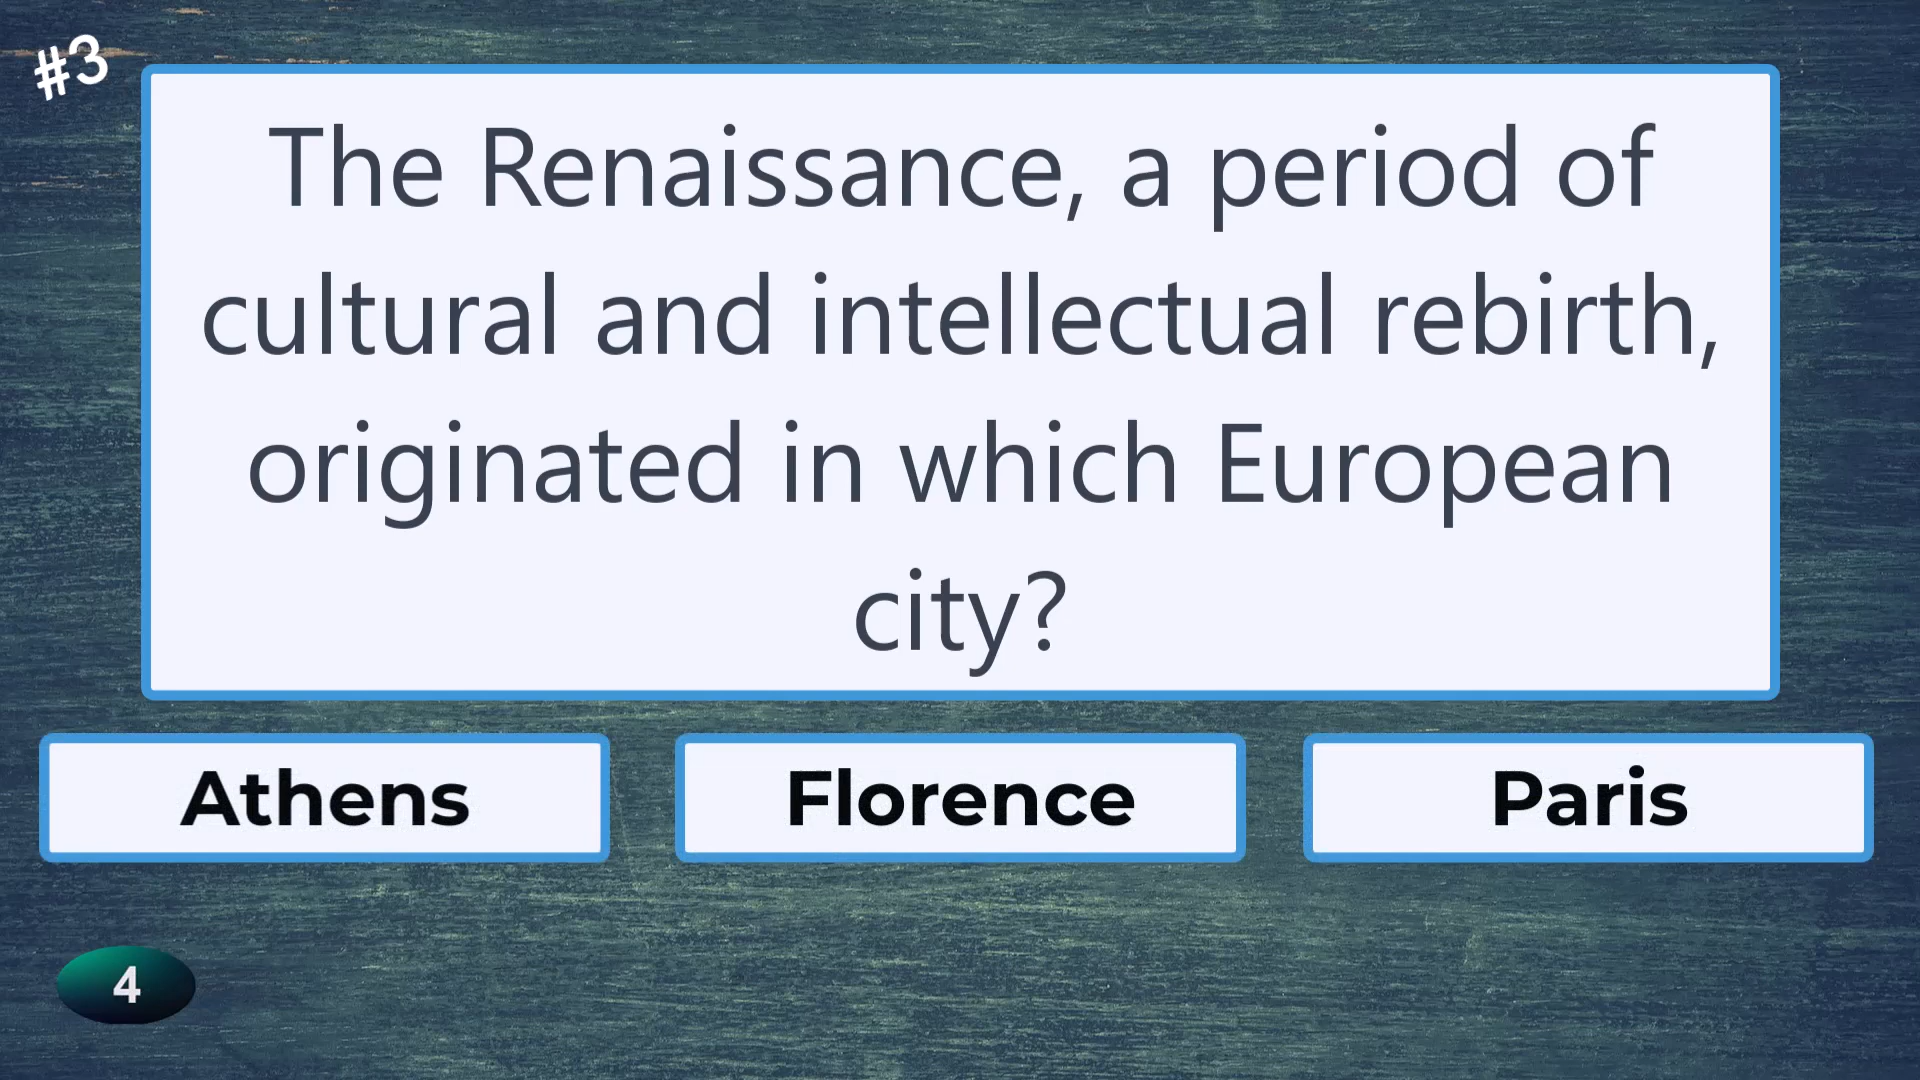 #3
The Renaissance, a period of
cultural and intellectual rebirth,
originated in which European
city?
Athens
Florence
Paris
4